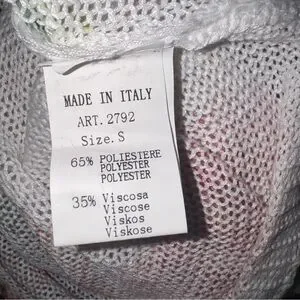 MADE IN ITALY
ART.2792
Size.S
65% POLIESTERE
POLYESTER
POLYESTER
35% Viscosa
Viscose
Viskos
Viskose